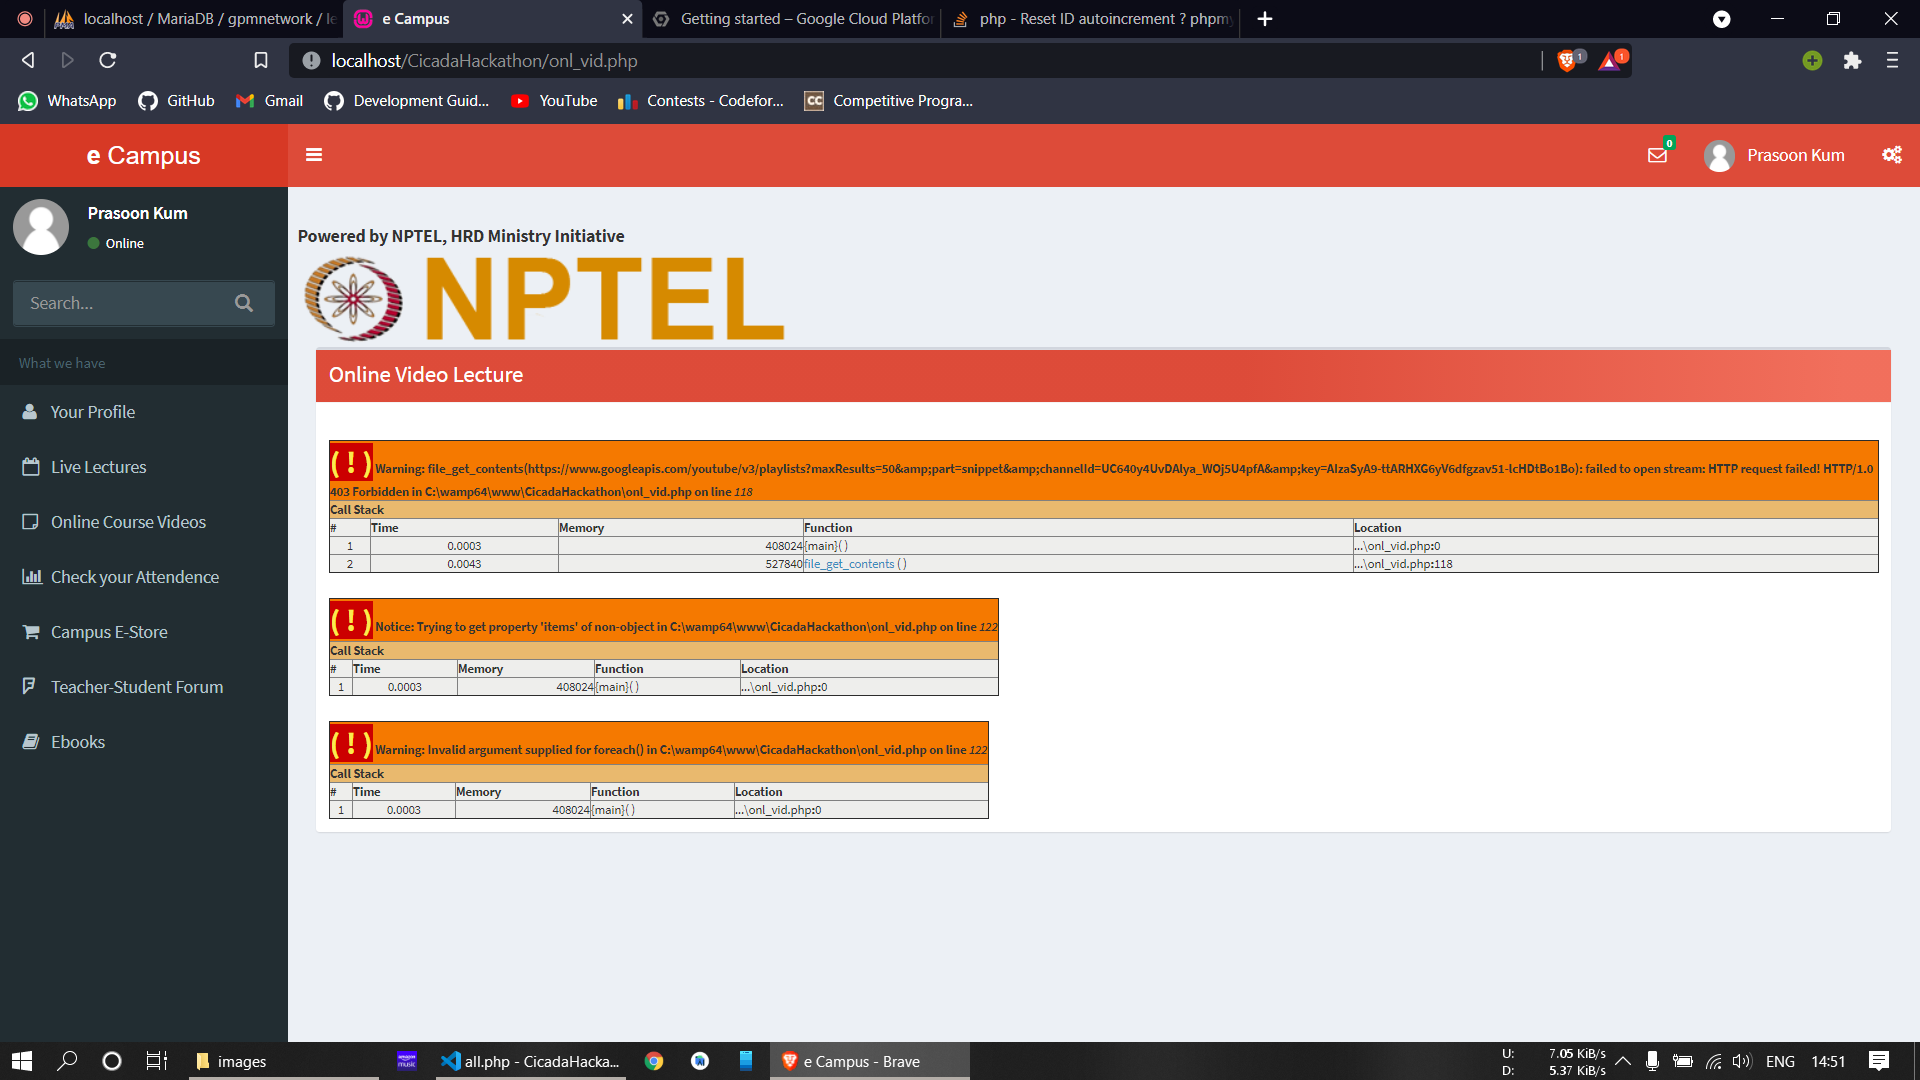 localhost / MariaDB / gpmnetwork / le
e Campus
Getting started – Google Cloud Platfor
php - Reset ID autoincrement ? phpmy
localhost/CicadaHackathon/onl_vid.php
1
1
WhatsApp
GitHub
Gmail
Development Guid...
YouTube
Contests - Codefor...
CC
Competitive Progra...
e Campus
0
Prasoon Kum
Prasoon Kum
Online
Search...
What we have
Your Profile
Live Lectures
Online Course Videos
Check your Attendence
Campus E-Store
Teacher-Student Forum
Ebooks
Powered by NPTEL, HRD Ministry Initiative
NPTEL
Online Video Lecture
( ! ) Warning: file_get_contents(https://www.googleapis.com/youtube/v3/playlists?maxResults=50&amp;part=snippet&amp;channelId=UC640y4UvDAlya_WOj5U4pfA&amp;key=AIzaSyA9-ttARHXG6yV6dfgzav51-lcHDtBo1Bo): failed to open stream: HTTP request failed! HTTP/1.0
403 Forbidden in C:\wamp64\www\CicadaHackathon\onl_vid.php on line 118
Call Stack
# Time Memory Function Location
1 0.0003 408024 {main}( ) ...\onl_vid.php:0
2 0.0043 527840 file_get_contents ( ) ...\onl_vid.php:118
( ! ) Notice: Trying to get property 'items' of non-object in C:\wamp64\www\CicadaHackathon\onl_vid.php on line 122
Call Stack
# Time Memory Function Location
1 0.0003 408024 {main}( ) ...\onl_vid.php:0
( ! ) Warning: Invalid argument supplied for foreach() in C:\wamp64\www\CicadaHackathon\onl_vid.php on line 122
Call Stack
# Time Memory Function Location
1 0.0003 408024 {main}( ) ...\onl_vid.php:0
images
amazon music
all.php - CicadaHacka...
e Campus - Brave
U: 7.05 KiB/s
D: 5.37 KiB/s
ENG
14:51